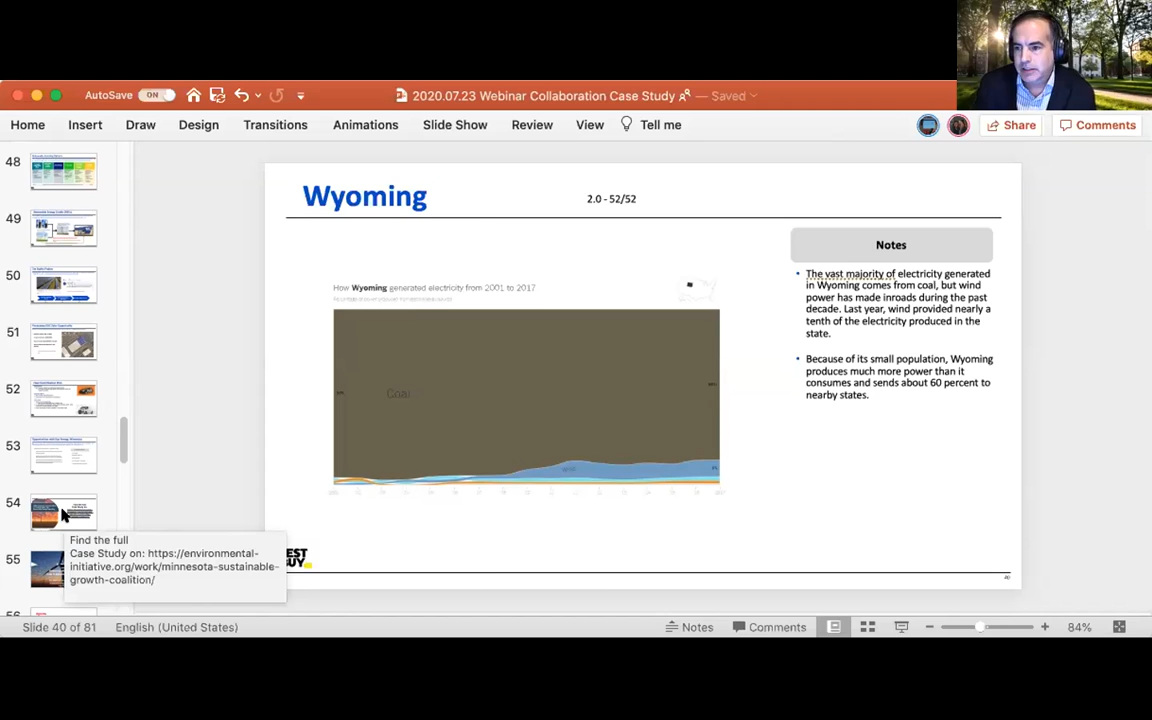 AutoSave ON
2020.07.23 Webinar Collaboration Case Study — Saved
Home Insert Draw Design Transitions Animations Slide Show Review View Tell me
Share Comments
48
49
50
51
52
53
54
55
56
Wyoming
2.0 - 52/52
How Wyoming generated electricity from 2001 to 2017
Coal
Wind
Notes
• The vast majority of electricity generated
in Wyoming comes from coal, but wind
power has made inroads during the past
decade. Last year, wind provided nearly a
tenth of the electricity produced in the
state.
• Because of its small population, Wyoming
produces much more power than it
consumes and sends about 60 percent to
nearby states.
Find the full
Case Study on: https://environmental-
initiative.org/work/minnesota-sustainable-
growth-coalition/
EST
UY
40
Slide 40 of 81 English (United States)
Notes Comments
84%